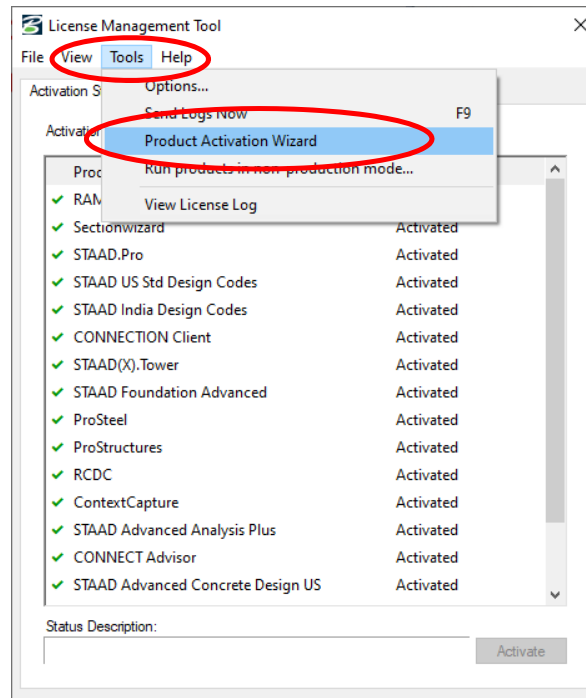 License Management Tool
File View Tools Help
Activation S
Options...
Send Logs Now F9
Activation
Product Activation Wizard
Proc
Run products in non-production mode...
RAM
View License Log
Sectionwizard Activated
STAAD.Pro Activated
STAAD US Std Design Codes Activated
STAAD India Design Codes Activated
CONNECTION Client Activated
STAAD(X).Tower Activated
STAAD Foundation Advanced Activated
ProSteel Activated
ProStructures Activated
RCDC Activated
ContextCapture Activated
STAAD Advanced Analysis Plus Activated
CONNECT Advisor Activated
STAAD Advanced Concrete Design US Activated
Status Description:
Activate